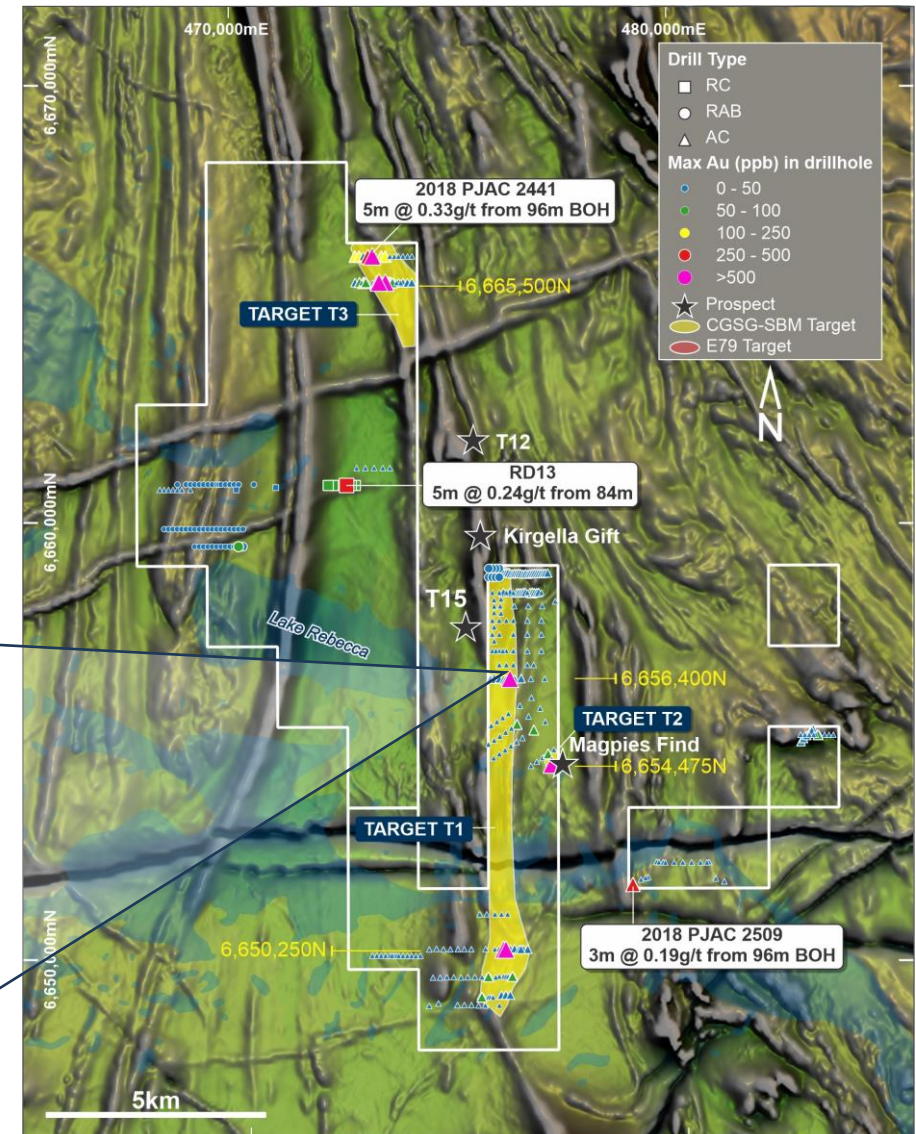 470,000mE
480,000mE
6,670,000mN
6,660,000mN
6,650,000mN
Drill Type
RC
RAB
AC
Max Au (ppb) in drillhole
0 - 50
50 - 100
100 - 250
250 - 500
>500
Prospect
CGSG-SBM Target
E79 Target
N
2018 PJAC 2441
5m @ 0.33g/t from 96m BOH
6,665,500N
TARGET T3
T12
RD13
5m @ 0.24g/t from 84m
Kirgella Gift
T15
Lake Rebecca
6,656,400N
TARGET T2
Magpies Find
6,654,475N
TARGET T1
6,650,250N
2018 PJAC 2509
3m @ 0.19g/t from 96m BOH
5km